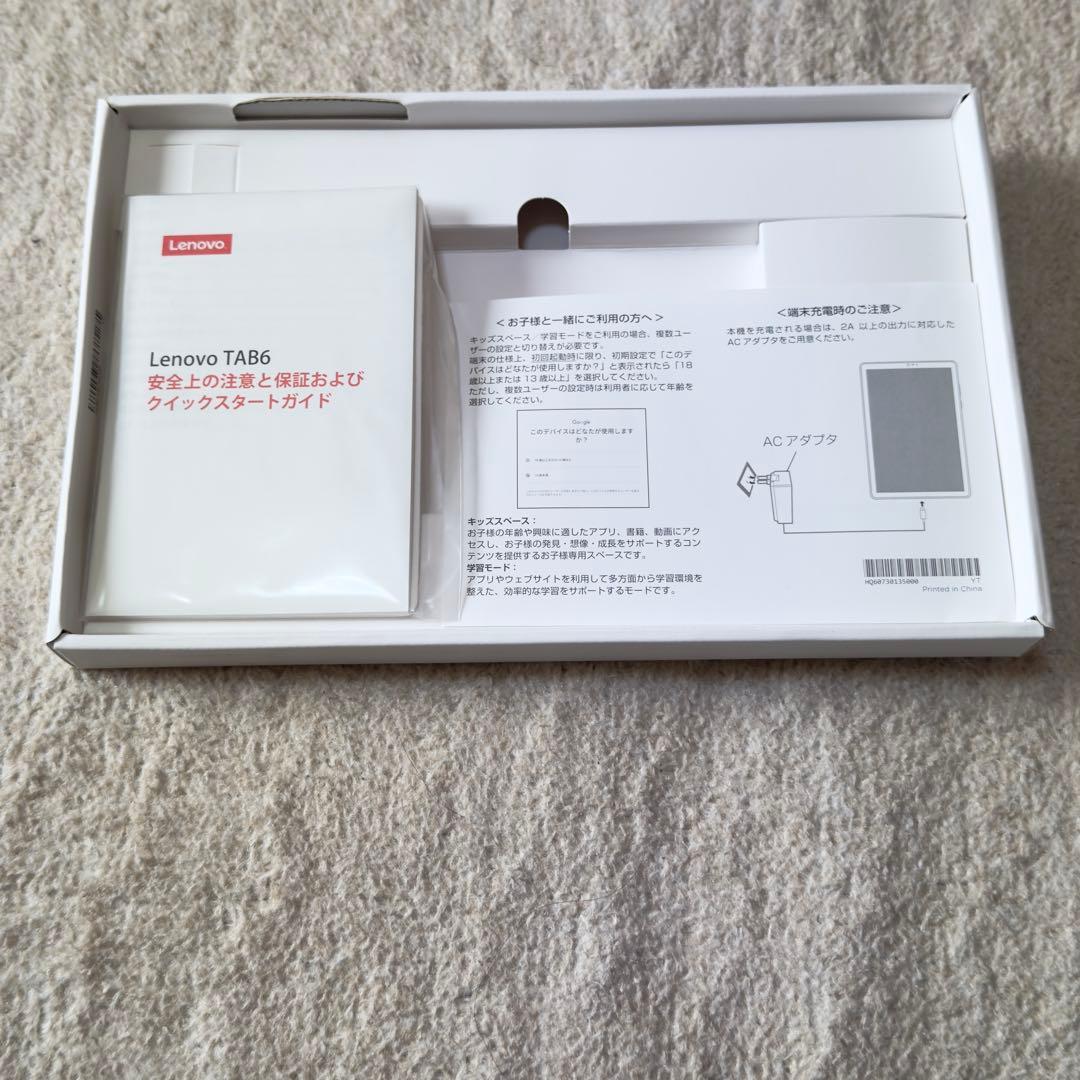 Lenovo
Lenovo TAB6
安全上の注意と保証および
クイックスタートガイド
＜お子様と一緒にご利用の方へ＞
キッズスペース／学習モードをご利用の場合、複数ユー
ザーの設定と切り替えが必要です。
端末の仕様上、初回起動時に限り、初期設定で「このデ
バイスはどなたが使用しますか？」と表示されたら「18
歳以上または 13 歳以上」を選択してください。
ただし、複数ユーザーの設定時は利用者に応じて年齢を
選択してください。
Google
このデバイスはどなたが使用します
か？
キッズスペース：
お子様の年齢や興味に適したアプリ、書籍、動画にアク
セスし、お子様の発見・想像・成長をサポートするコン
テンツを提供するお子様専用スペースです。
学習モード：
アプリやウェブサイトを利用して多方面から学習環境を
整えた、効率的な学習をサポートするモードです。
＜端末充電時のご注意＞
本機を充電される場合は、2A 以上の出力に対応した
AC アダプタをご用意ください。
AC アダプタ
HQ60730135000 YT
Printed in China